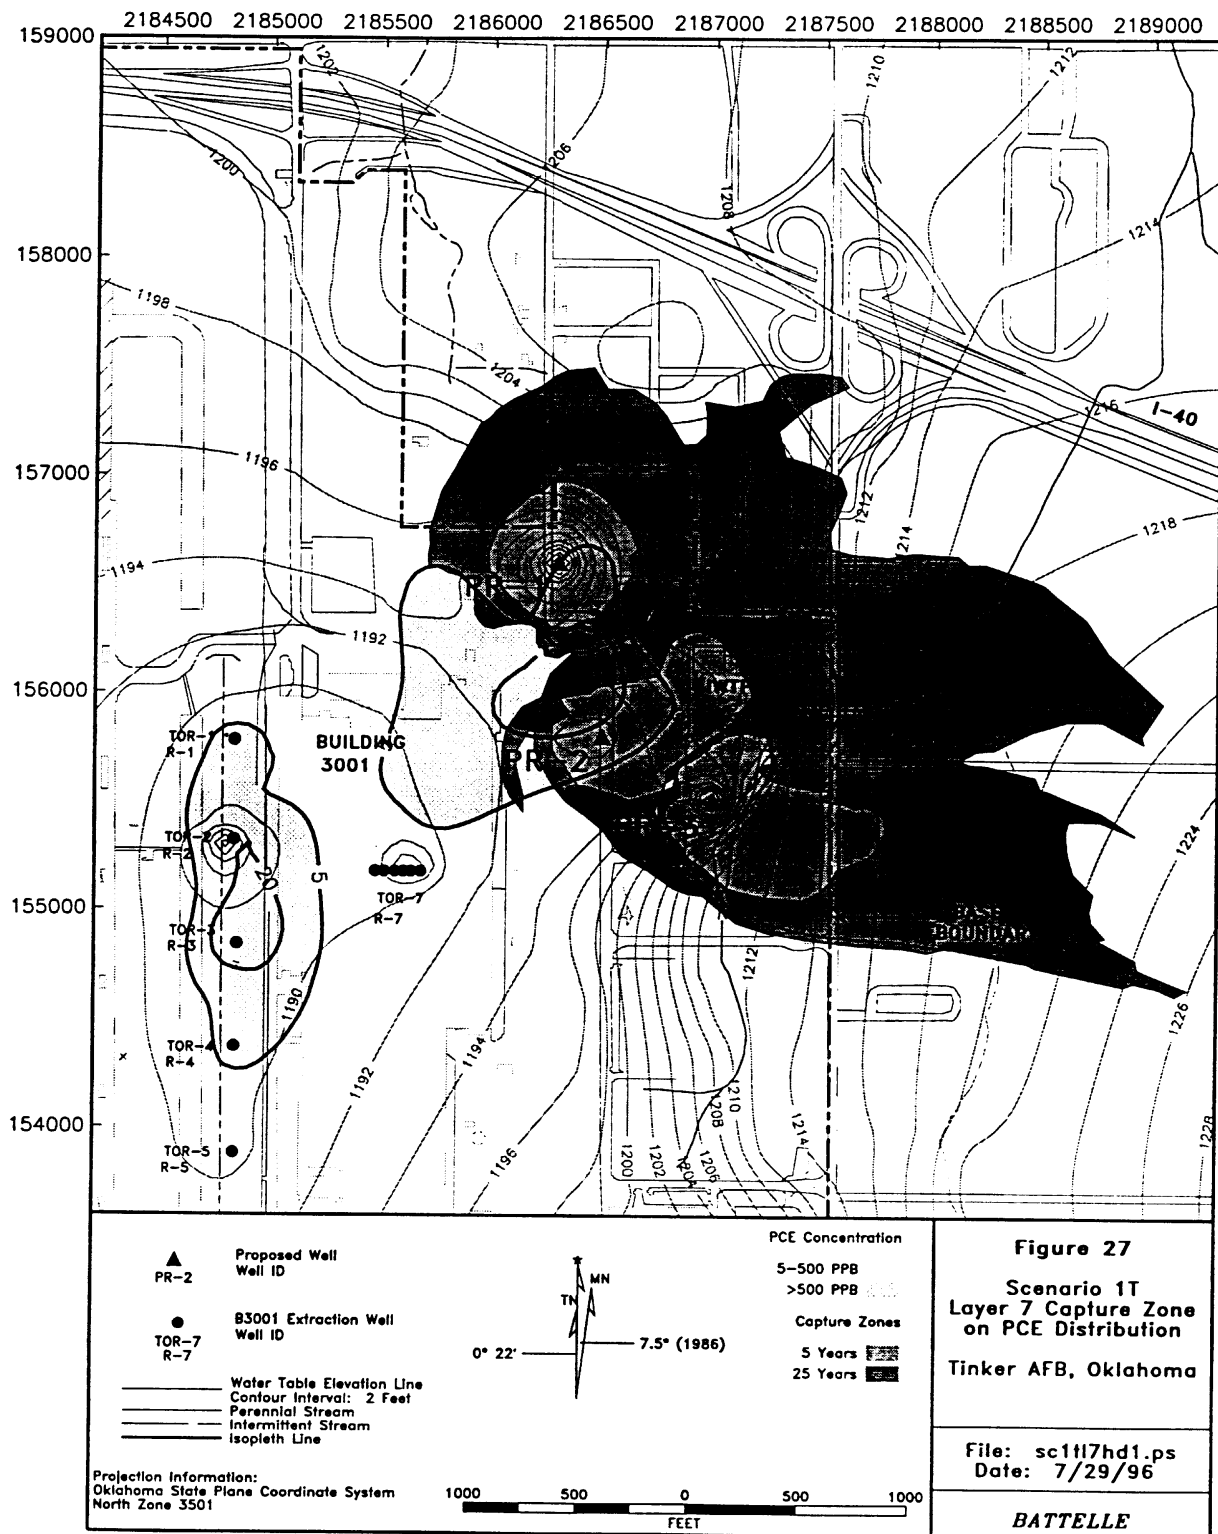 2184500 2185000 2185500 2186000 2186500 2187000 2187500 2188000 2188500 2189000
159000
158000
157000
156000
155000
154000
1202
1210
1212
1200
1206
1208
1214
1198
1204
1216
I-40
1196
1212
1214
1218
1194
PR-
1192
TOR-1
R-1
BUILDING
3001
PR-2
TOR-2
R-2
20
5
TOR-7
R-7
1224
TOR-3
R-3
BASE
BOUNDARY
1212
1190
1226
TOR-4
R-4
1194
1192
1210
1208
1214
1228
TOR-5
R-5
1196
1200
1202
1204
1206
PR-2
Proposed Well
Well ID
TOR-7
R-7
B3001 Extraction Well
Well ID
Water Table Elevation Line
Contour Interval: 2 Feet
Perennial Stream
Intermittent Stream
Isopleth Line
TN
MN
0° 22'
7.5° (1986)
PCE Concentration
5-500 PPB
>500 PPB
Capture Zones
5 Years
25 Years
Projection Information:
Oklahoma State Plane Coordinate System
North Zone 3501
1000 500 0 500 1000
FEET
Figure 27
Scenario 1T
Layer 7 Capture Zone
on PCE Distribution
Tinker AFB, Oklahoma
File: sc1tl7hd1.ps
Date: 7/29/96
BATTELLE